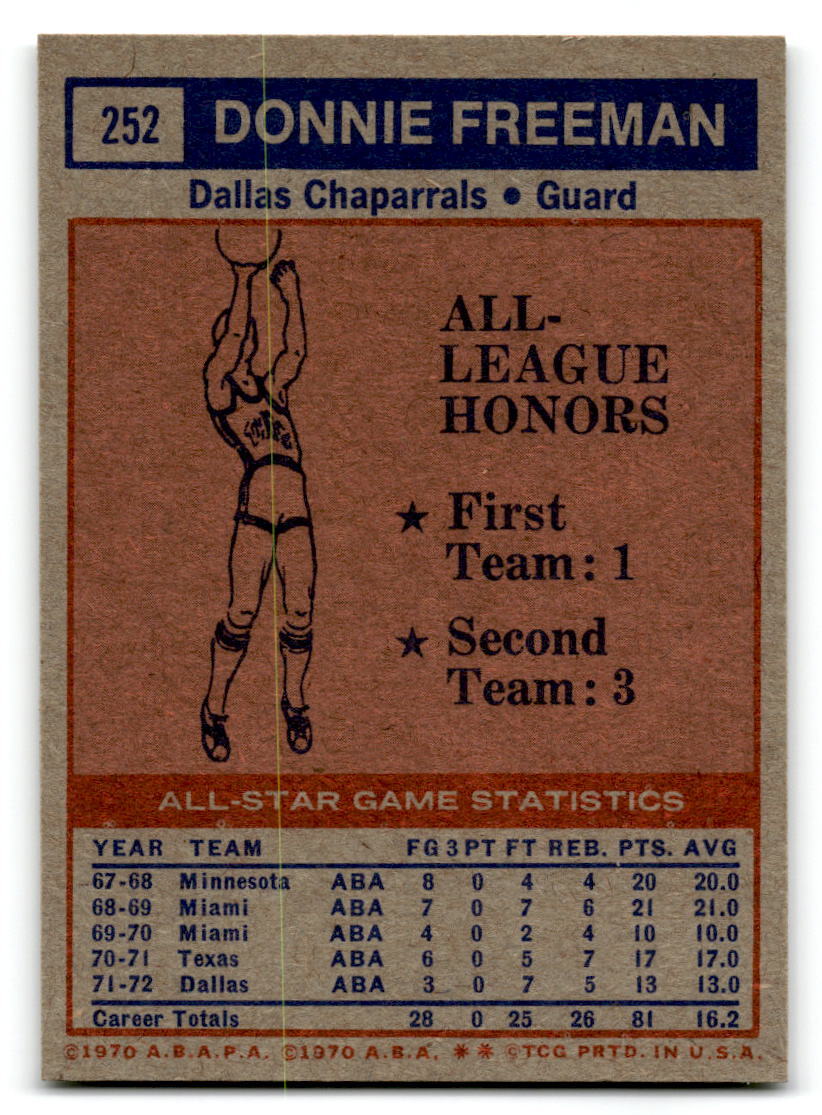 252 DONNIE FREEMAN
Dallas Chaparrals • Guard
ALL-
LEAGUE
HONORS
★ First
Team: 1
★ Second
Team: 3
ALL-STAR GAME STATISTICS
YEAR TEAM FG 3PT FT REB. PTS. AVG
67-68 Minnesota ABA 8 0 4 4 20 20.0
68-69 Miami ABA 7 0 7 6 21 21.0
69-70 Miami ABA 4 0 2 4 10 10.0
70-71 Texas ABA 6 0 5 7 17 17.0
71-72 Dallas ABA 3 0 7 5 13 13.0
Career Totals 28 0 25 26 81 16.2
©1970 A.B.A.P.A. ©1970 A.B.A. ** ©TCG PRTD. IN U.S.A.